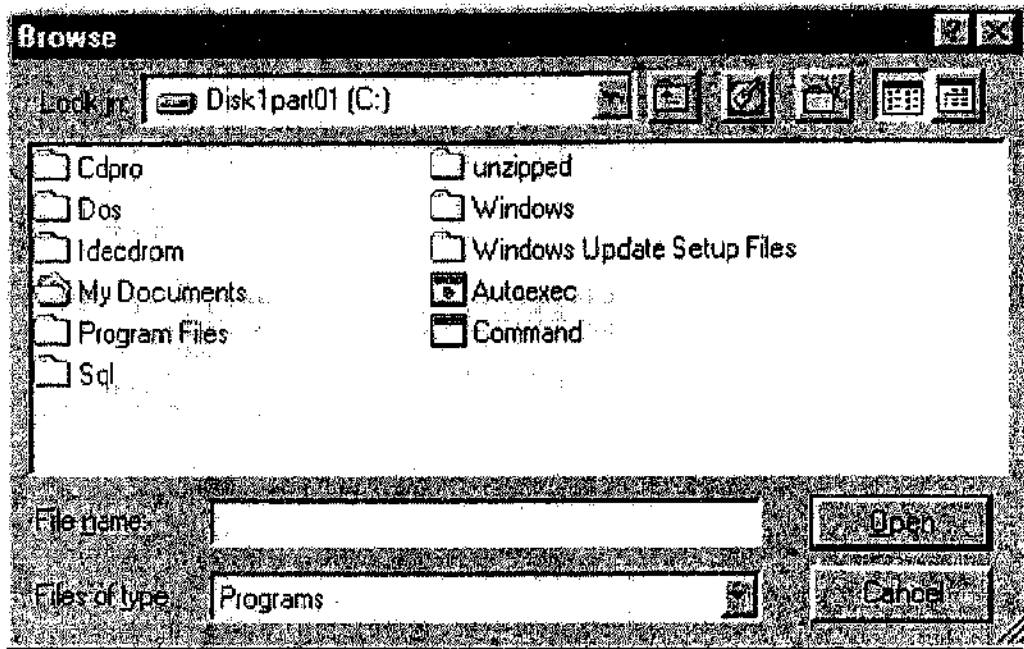 Browse
Look in: Disk1part01 (C:)
Cdpro
Dos
Idecdrom
My Documents
Program Files
Sql
unzipped
Windows
Windows Update Setup Files
Autoexec
Command
File name:
Open
Files of type:
Programs
Cancel